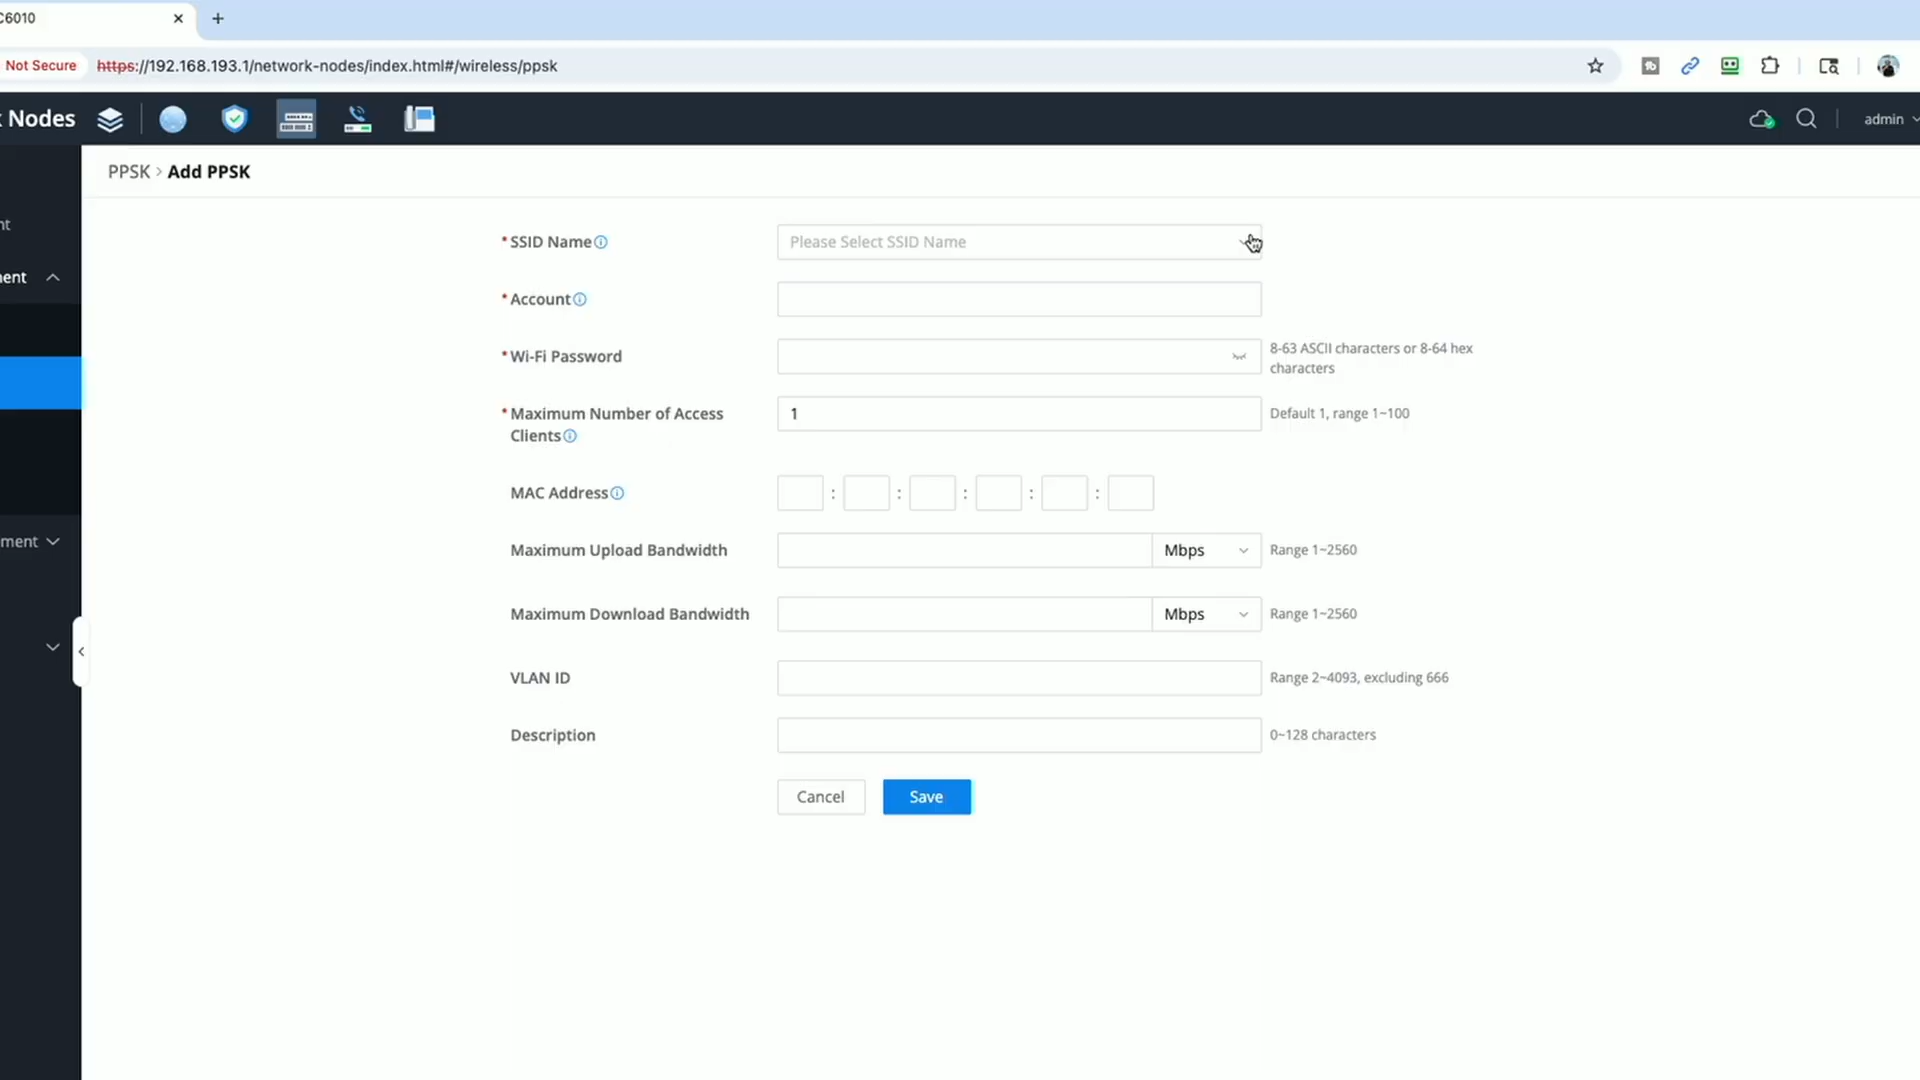 C6010
Not Secure https://192.168.193.1/network-nodes/index.html#/wireless/ppsk
Nodes
admin
PPSK > Add PPSK
nt
* SSID Name Please Select SSID Name
nent
* Account
* Wi-Fi Password 8-63 ASCII characters or 8-64 hex
characters
* Maximum Number of Access 1 Default 1, range 1~100
Clients
MAC Address : : : : :
ment
Maximum Upload Bandwidth Mbps Range 1~2560
Maximum Download Bandwidth Mbps Range 1~2560
VLAN ID Range 2~4093, excluding 666
Description 0~128 characters
Cancel Save